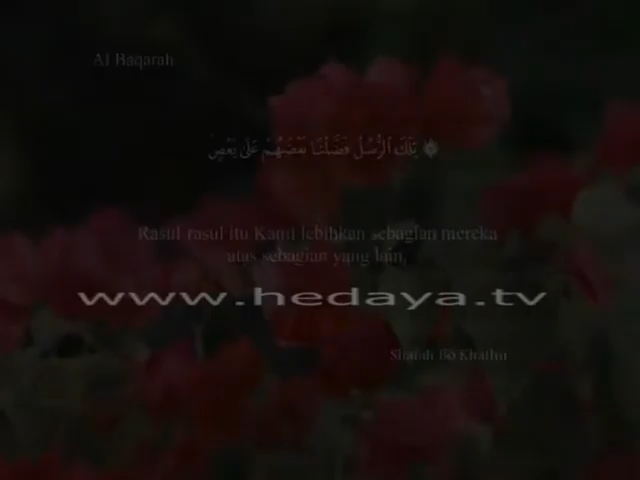 Al Baqarah
۞ تِلْكَ ٱلرُّسُلُ فَضَّلْنَا بَعْضَهُمْ عَلَىٰ بَعْضٍ
Rasul rasul itu Kami lebihkan sebagian mereka
atas sebagian yang lain,
www.hedaya.tv
Shalah Bo Khathir